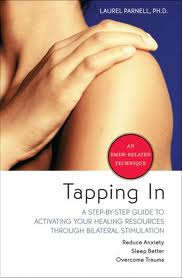 LAUREL PARNELL, PH.D.
AN
EMDR-RELATED
TECHNIQUE
Tapping In
A STEP-BY-STEP GUIDE TO
ACTIVATING YOUR HEALING RESOURCES
THROUGH BILATERAL STIMULATION
Reduce Anxiety
Sleep Better
Overcome Trauma